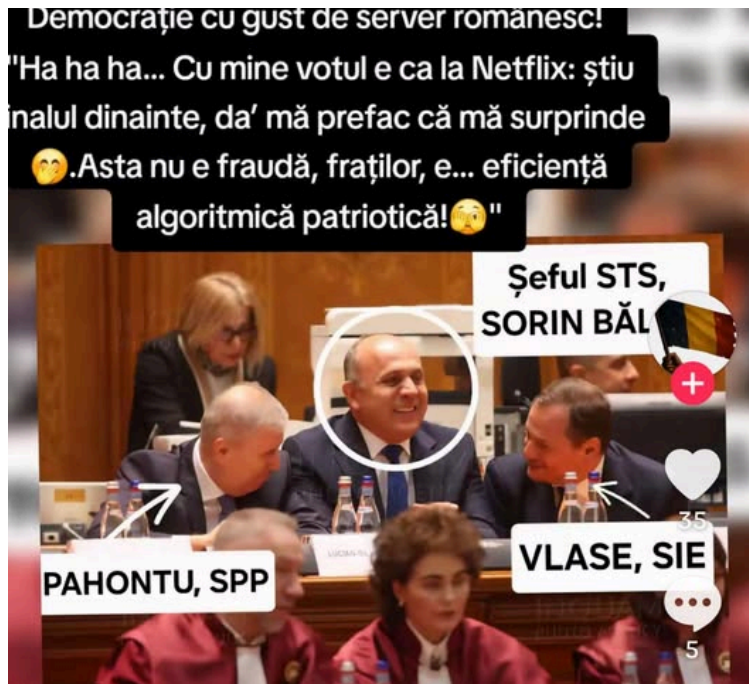 Democrație cu gust de server românesc!
"Ha ha ha... Cu mine votul e ca la Netflix: știu
inalul dinainte, da’ mă prefac că mă surprinde
🤭.Asta nu e fraudă, fraților, e... eficiență
algoritmică patriotică!🫣"
Șeful STS,
SORIN BĂL
PAHONTU, SPP
VLASE, SIE
35
5